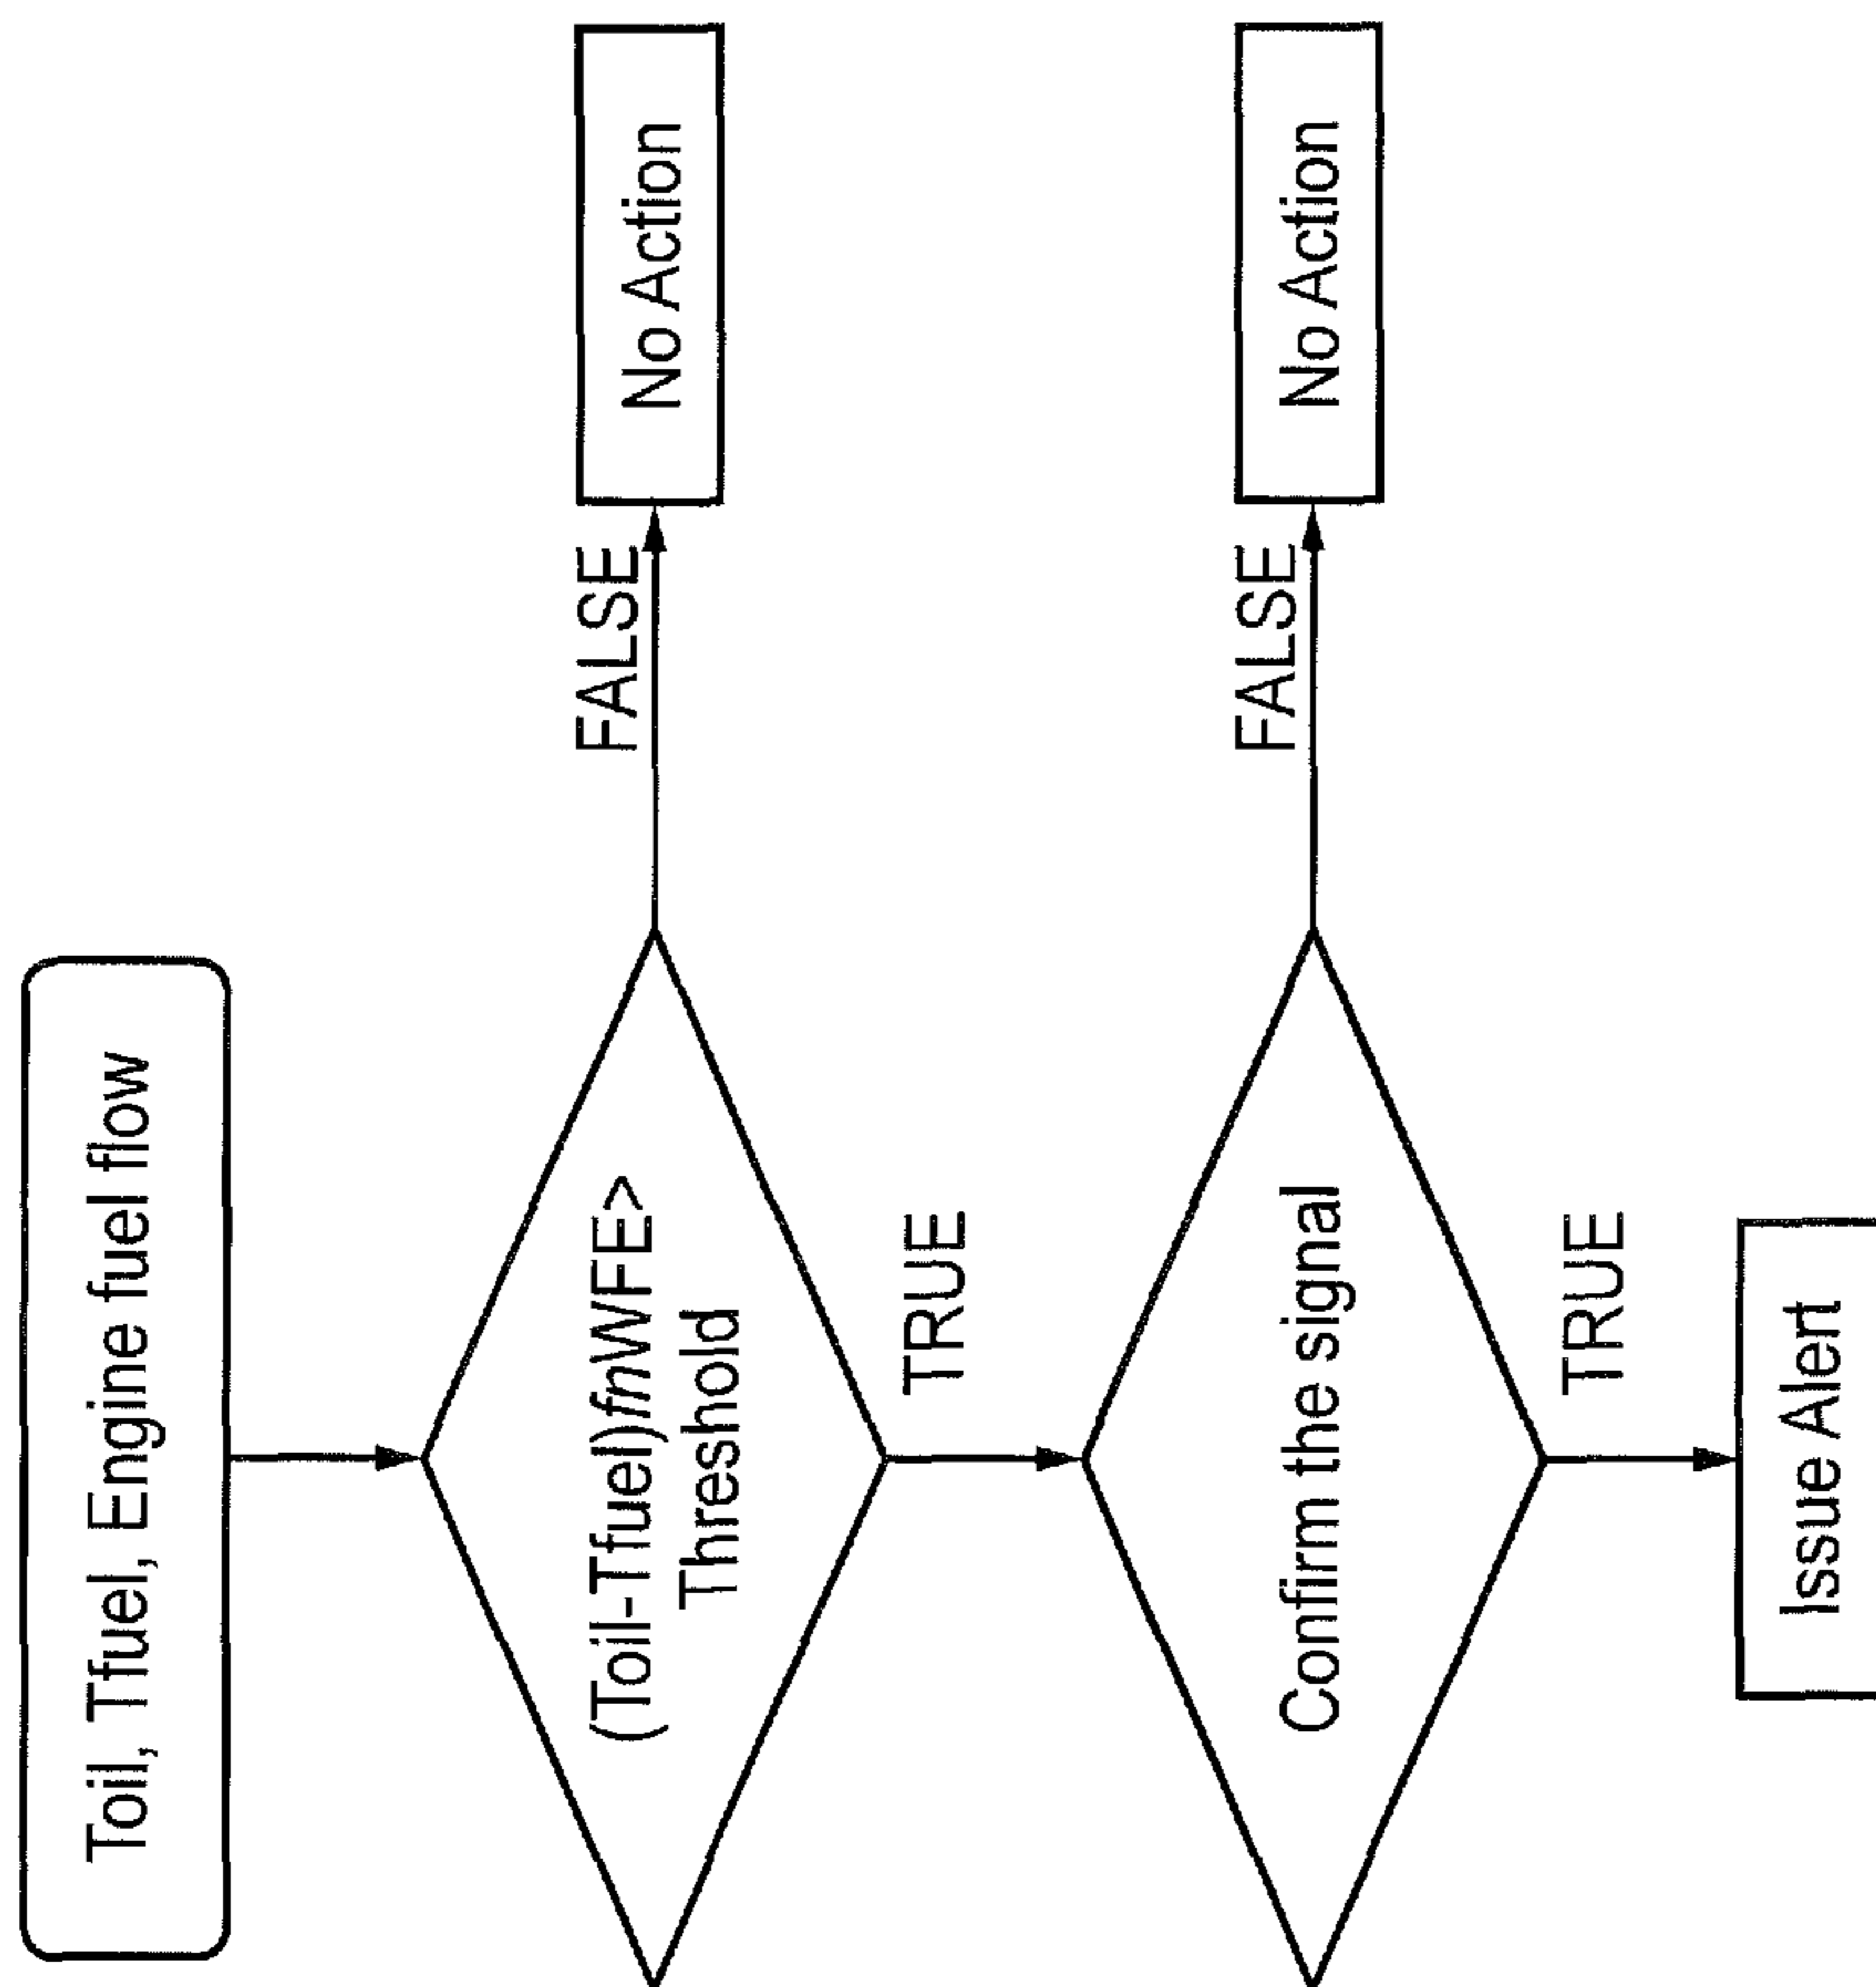 Toil, Tfuel, Engine fuel flow
(Toil-Tfuel)fnWFE>
Threshold
FALSE
No Action
TRUE
Confirm the signal
FALSE
No Action
TRUE
Issue Alert